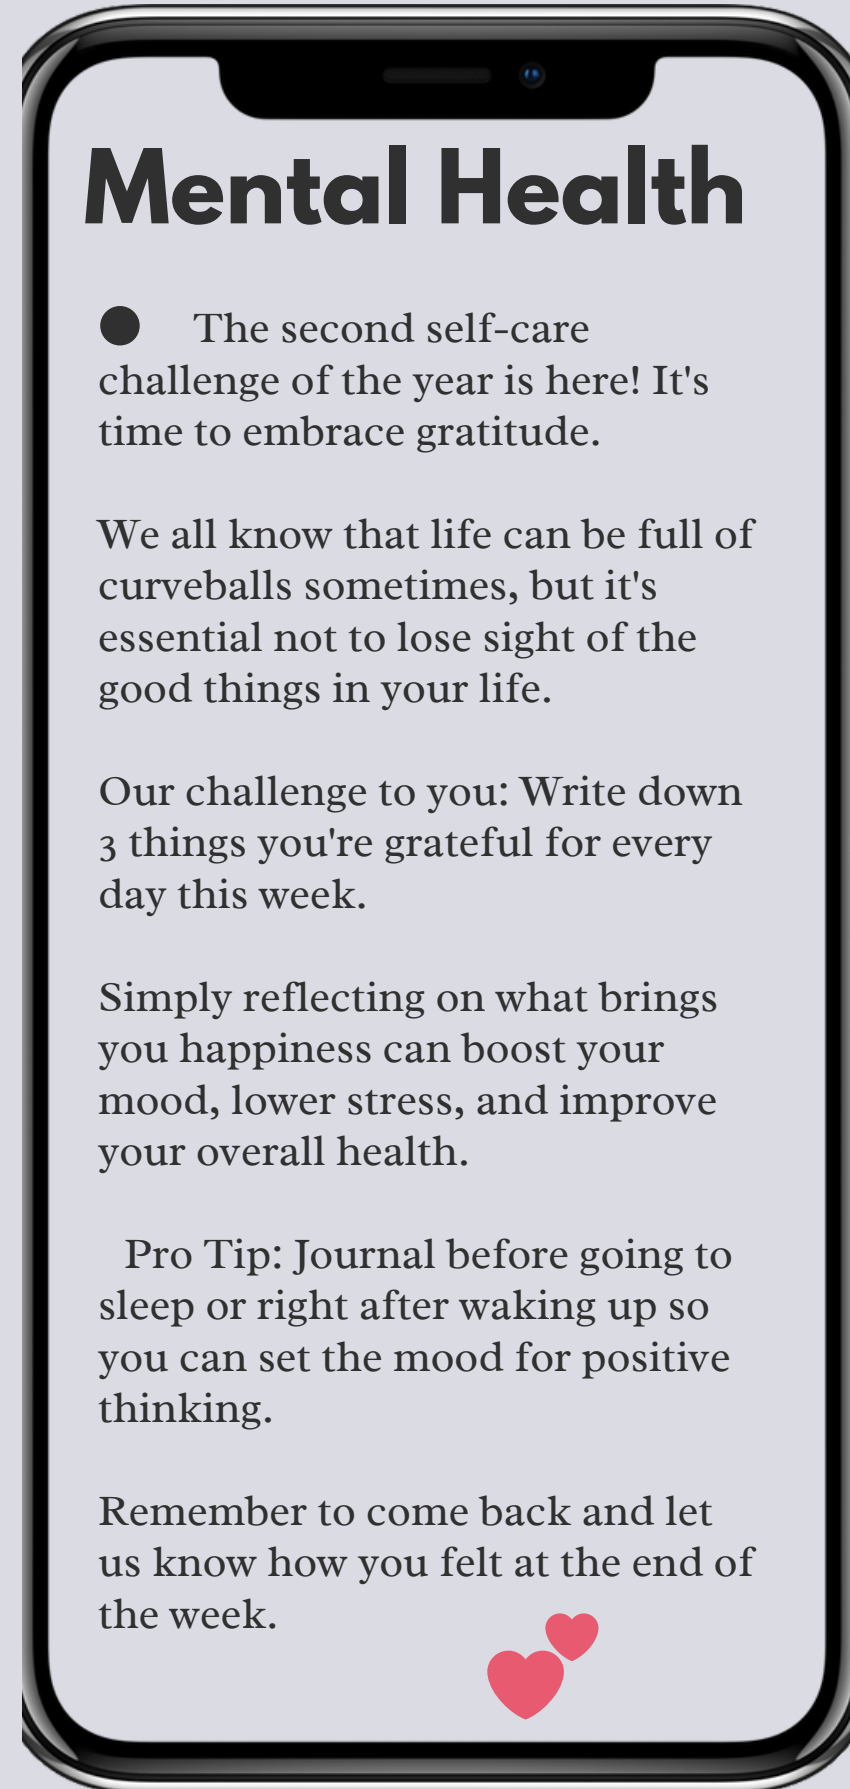 Mental Health
● The second self-care
challenge of the year is here! It's
time to embrace gratitude.
We all know that life can be full of
curveballs sometimes, but it's
essential not to lose sight of the
good things in your life.
Our challenge to you: Write down
3 things you're grateful for every
day this week.
Simply reflecting on what brings
you happiness can boost your
mood, lower stress, and improve
your overall health.
Pro Tip: Journal before going to
sleep or right after waking up so
you can set the mood for positive
thinking.
Remember to come back and let
us know how you felt at the end of
the week.